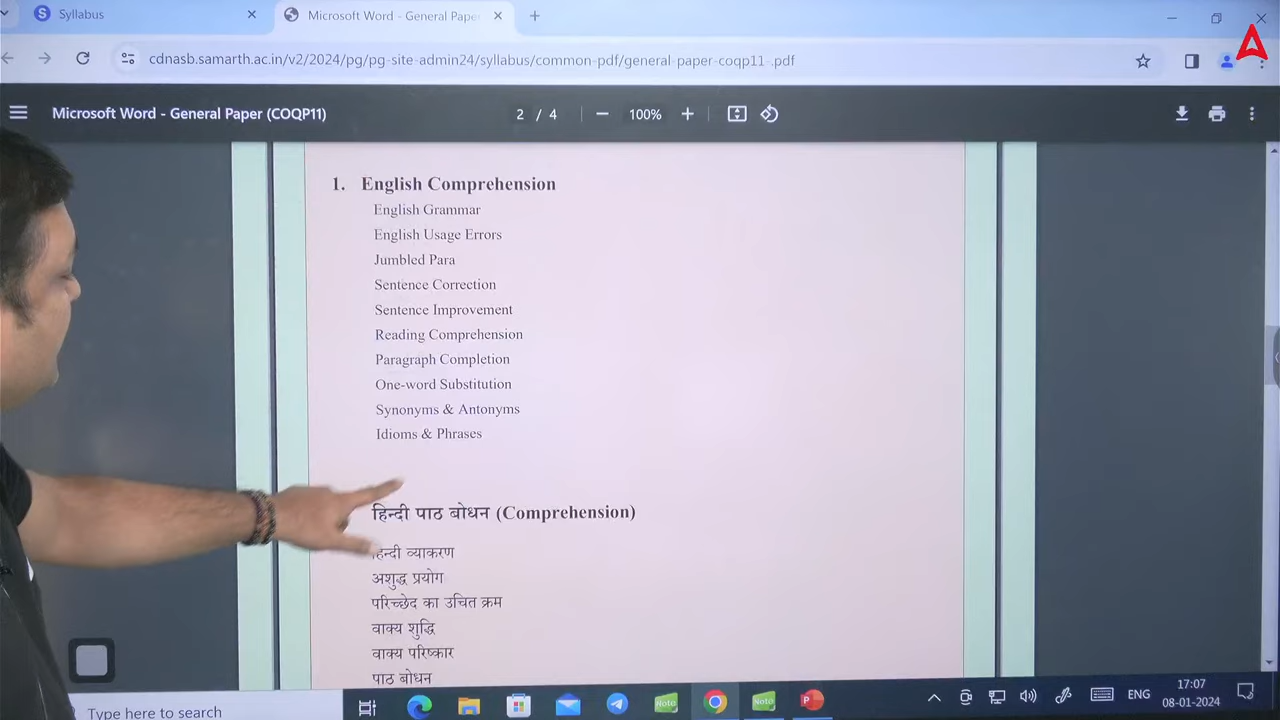 Syllabus
Microsoft Word - General Pape
cdnasb.samarth.ac.in/v2/2024/pg/pg-site-admin24/syllabus/common-pdf/general-paper-coqp11-.pdf
Microsoft Word - General Paper (COQP11)
2 / 4
100%
1. English Comprehension
English Grammar
English Usage Errors
Jumbled Para
Sentence Correction
Sentence Improvement
Reading Comprehension
Paragraph Completion
One-word Substitution
Synonyms & Antonyms
Idioms & Phrases
हिन्दी पाठ बोधन (Comprehension)
हिन्दी व्याकरण
अशुद्ध प्रयोग
परिच्छेद का उचित क्रम
वाक्य शुद्धि
वाक्य परिष्कार
पाठ बोधन
Type here to search
Note
Note
ENG
17:07
08-01-2024